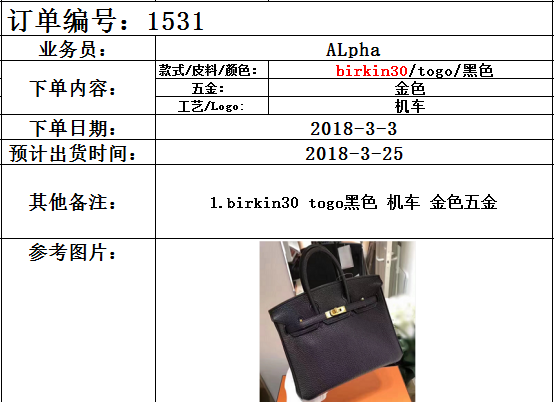 订单编号：1531
业务员： ALpha
下单内容： 款式/皮料/颜色： birkin30/togo/黑色
五金： 金色
工艺/Logo: 机车
下单日期： 2018-3-3
预计出货时间： 2018-3-25
其他备注： 1.birkin30 togo黑色 机车 金色五金
参考图片：